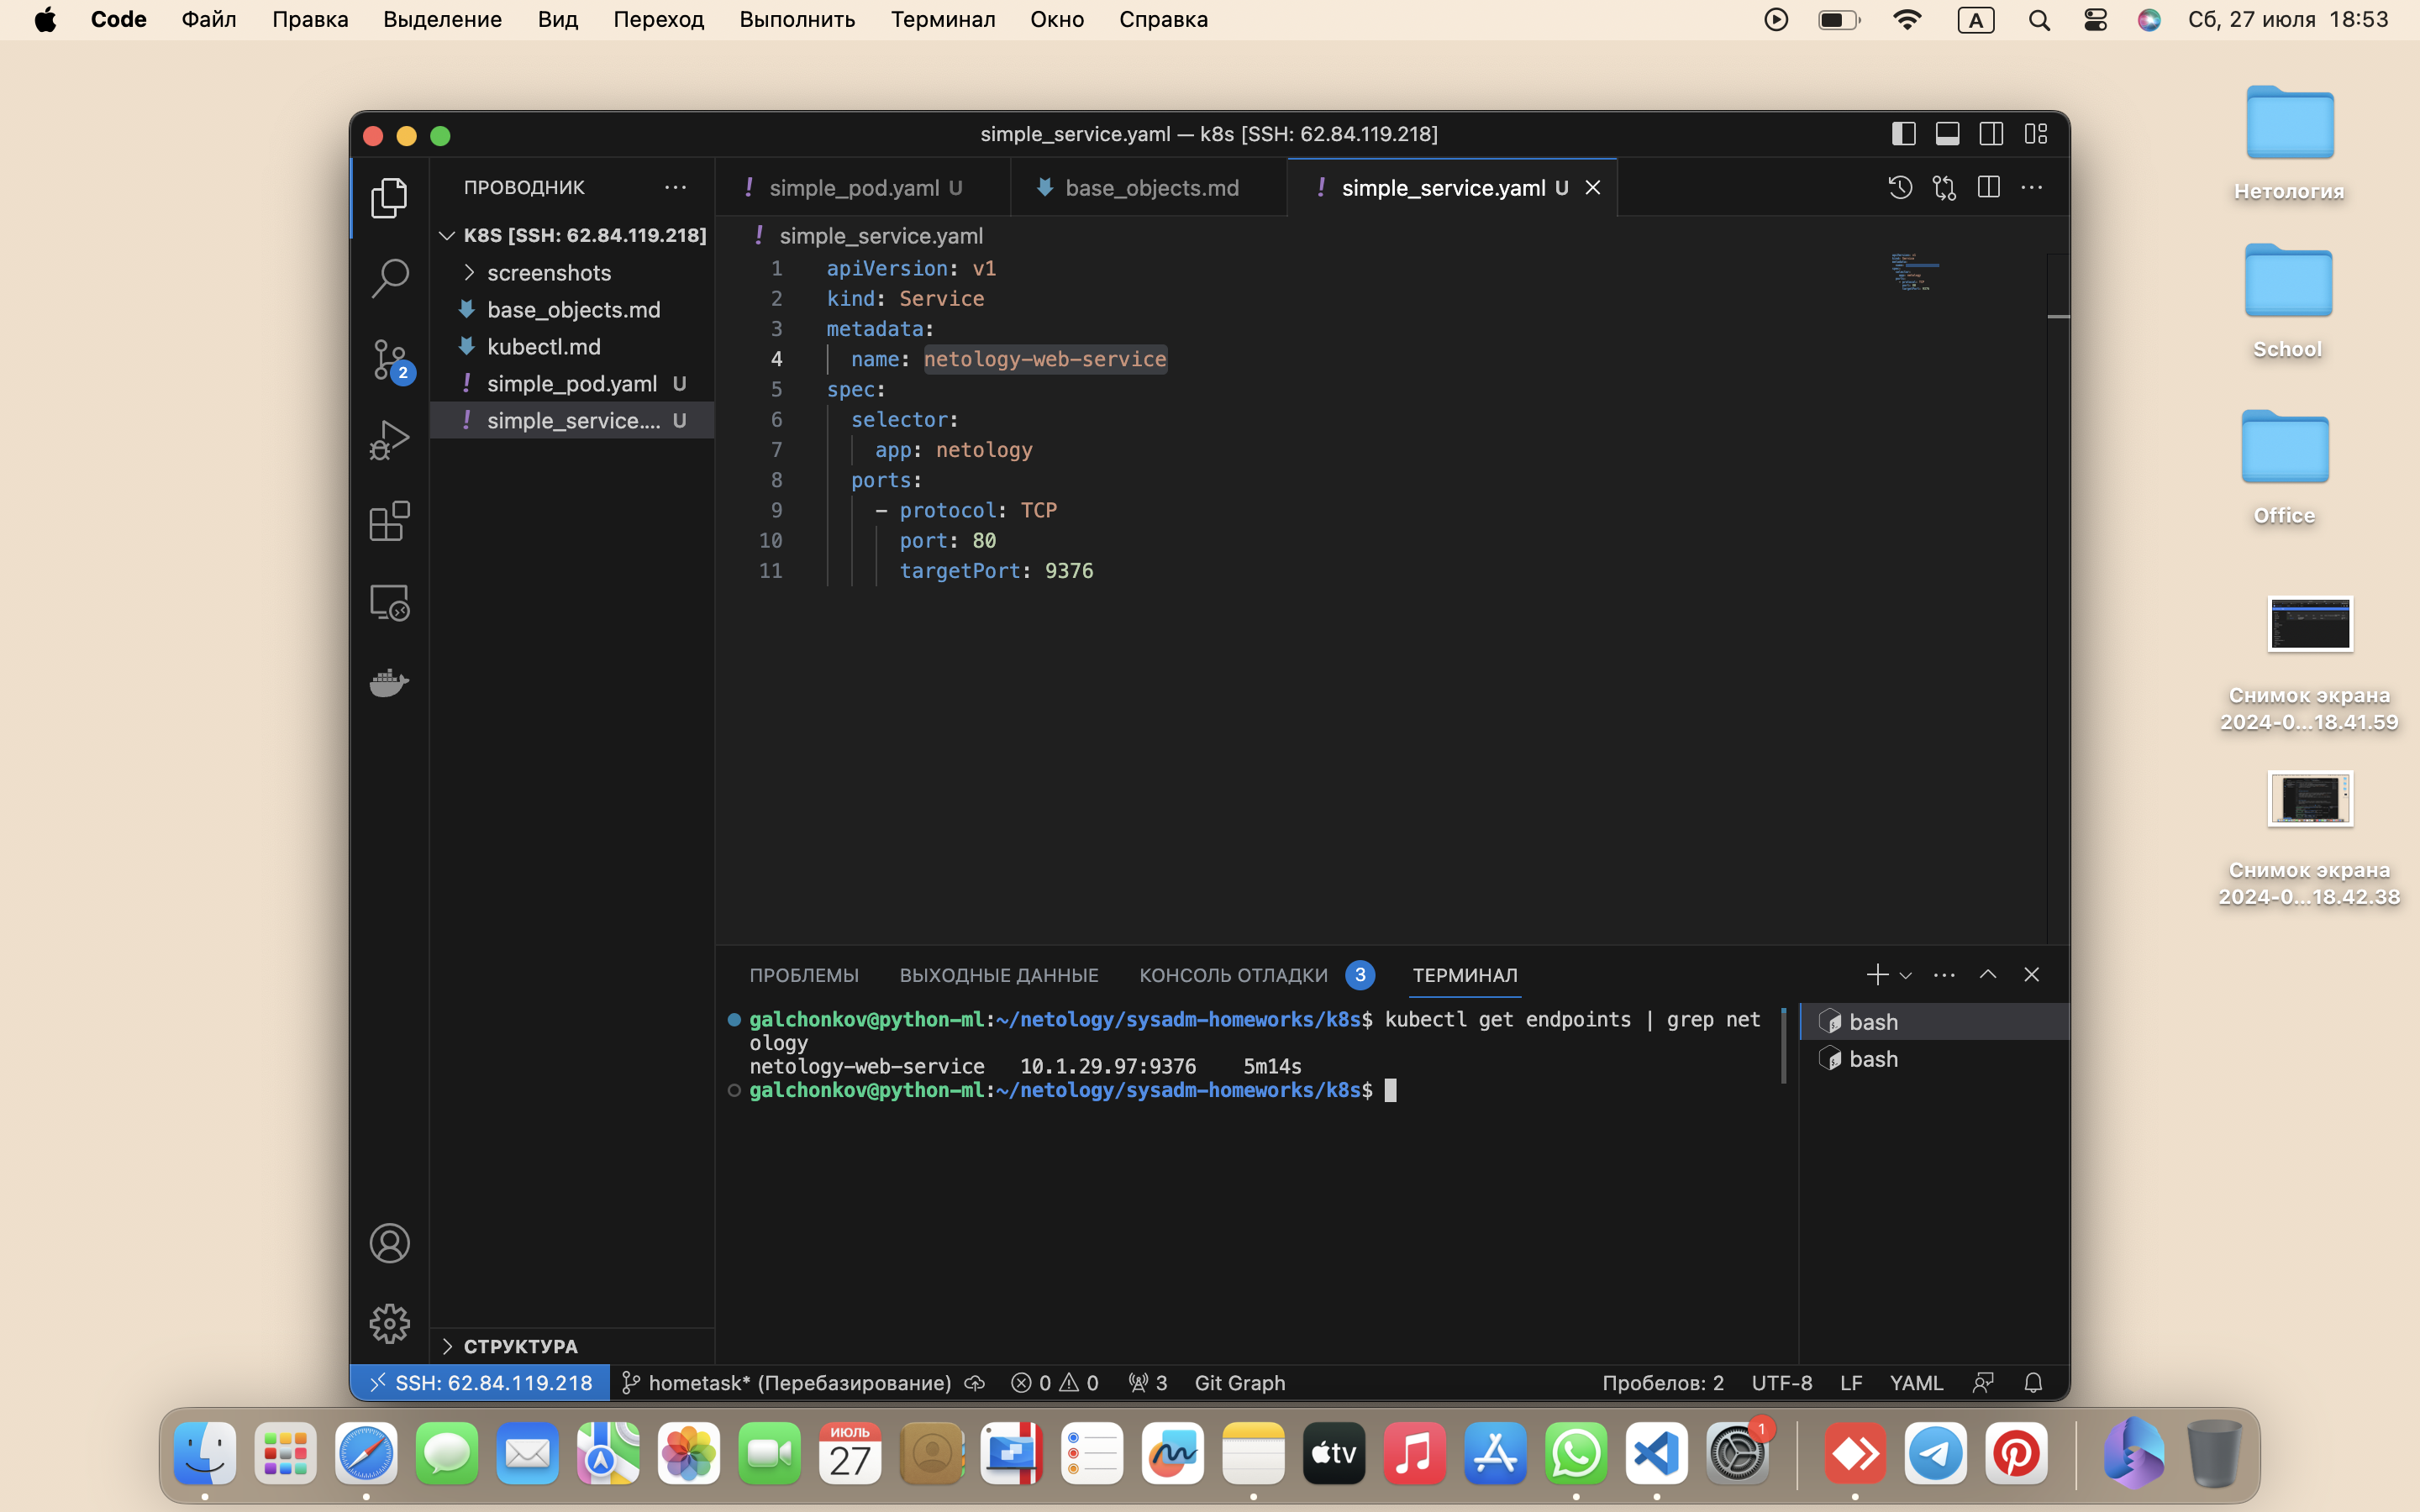 Code Файл Правка Выделение Вид Переход Выполнить Терминал Окно Справка
A
Сб, 27 июля 18:53
simple_service.yaml — k8s [SSH: 62.84.119.218]
ПРОВОДНИК
K8S [SSH: 62.84.119.218]
screenshots
base_objects.md
kubectl.md
simple_pod.yaml U
simple_service.... U
2
СТРУКТУРА
simple_pod.yaml U
base_objects.md
simple_service.yaml U
simple_service.yaml
1 apiVersion: v1
2 kind: Service
3 metadata:
4 name: netology-web-service
5 spec:
6 selector:
7 app: netology
8 ports:
9 - protocol: TCP
10 port: 80
11 targetPort: 9376
ПРОБЛЕМЫ ВЫХОДНЫЕ ДАННЫЕ КОНСОЛЬ ОТЛАДКИ 3 ТЕРМИНАЛ
galchonkov@python-ml:~/netology/sysadm-homeworks/k8s$ kubectl get endpoints | grep net
ology
netology-web-service 10.1.29.97:9376 5m14s
galchonkov@python-ml:~/netology/sysadm-homeworks/k8s$
bash
bash
SSH: 62.84.119.218 hometask* (Перебазирование) 0 0 3 Git Graph
Пробелов: 2 UTF-8 LF YAML
Нетология
School
Office
Снимок экрана
2024-0...18.41.59
Снимок экрана
2024-0...18.42.38
ИЮЛЬ
27
tv
1